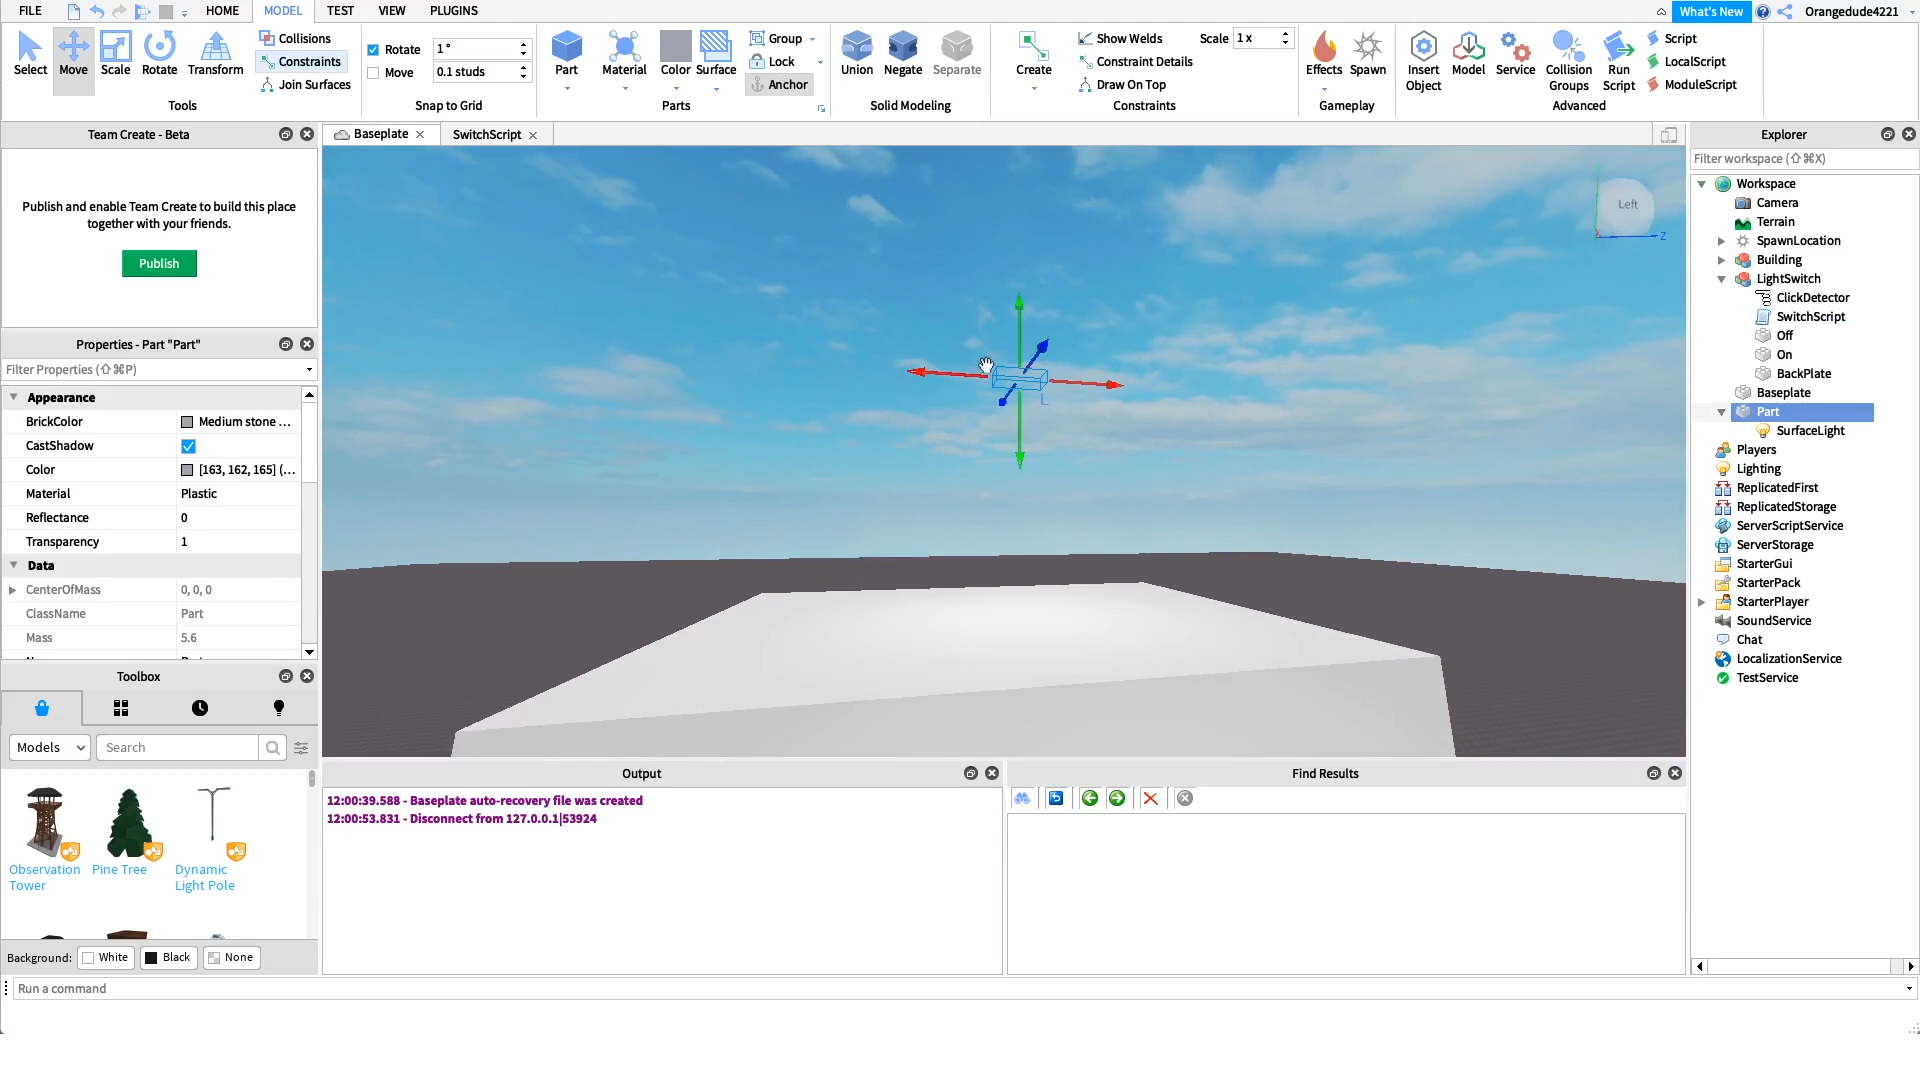 FILE
HOME
MODEL
TEST
VIEW
PLUGINS
What's New
Orangedude4221
Select
Move
Scale
Rotate
Transform
Collisions
Constraints
Join Surfaces
Tools
Rotate
1 °
Move
0.1 studs
Snap to Grid
Part
Material
Color
Surface
Group
Lock
Anchor
Parts
Union
Negate
Separate
Solid Modeling
Create
Show Welds
Scale
1 x
Constraint Details
Draw On Top
Constraints
Effects
Spawn
Gameplay
Insert
Object
Model
Service
Collision
Groups
Run
Script
Script
LocalScript
ModuleScript
Advanced
Team Create - Beta
Publish and enable Team Create to build this place
together with your friends.
Publish
Properties - Part "Part"
Filter Properties (⇧⌘P)
Appearance
BrickColor
Medium stone ...
CastShadow
Color
[163, 162, 165] (...
Material
Plastic
Reflectance
0
Transparency
1
Data
CenterOfMass
0, 0, 0
ClassName
Part
Mass
5.6
Toolbox
Models
Search
Observation
Tower
Pine Tree
Dynamic
Light Pole
Background:
White
Black
None
Run a command
Baseplate
SwitchScript
Left
Z
L
Output
12:00:39.588 - Baseplate auto-recovery file was created
12:00:53.831 - Disconnect from 127.0.0.1|53924
Find Results
Explorer
Filter workspace (⇧⌘X)
Workspace
Camera
Terrain
SpawnLocation
Building
LightSwitch
ClickDetector
SwitchScript
Off
On
BackPlate
Baseplate
Part
SurfaceLight
Players
Lighting
ReplicatedFirst
ReplicatedStorage
ServerScriptService
ServerStorage
StarterGui
StarterPack
StarterPlayer
SoundService
Chat
LocalizationService
TestService